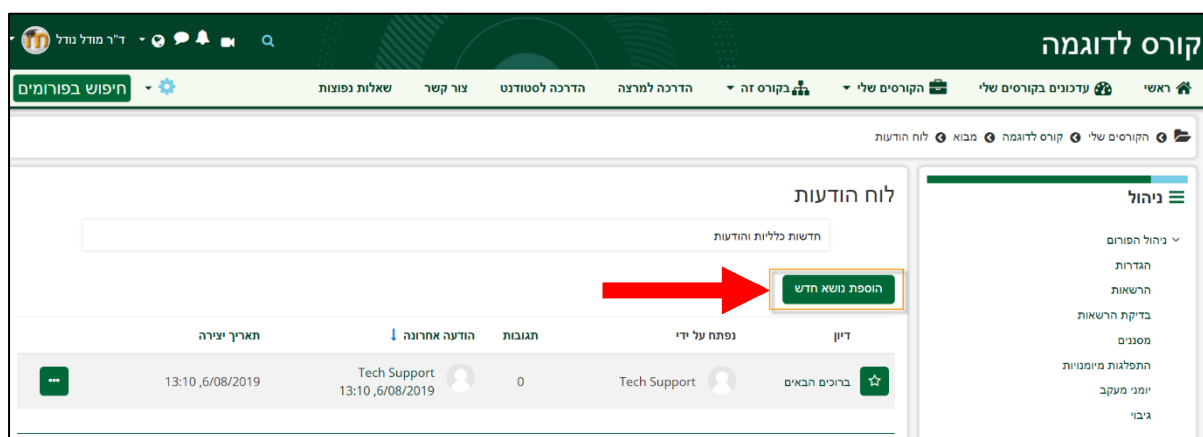 קורס לדוגמה
ד"ר מודל נודל
ראשי עדכונים בקורסים שלי הקורסים שלי בקורס זה הדרכה למרצה הדרכה לסטודנט צור קשר שאלות נפוצות חיפוש בפורומים
הקורסים שלי קורס לדוגמה מבוא לוח הודעות
ניהול
ניהול הפורום
הגדרות
הרשאות
בדיקת הרשאות
מסננים
התפלגות מיומנויות
יומני מעקב
גיבוי
לוח הודעות
חדשות כלליות והודעות
הוספת נושא חדש
דיון נפתח על ידי תגובות הודעה אחרונה תאריך יצירה
ברוכים הבאים Tech Support 0 Tech Support 6/08/2019, 13:10
6/08/2019, 13:10